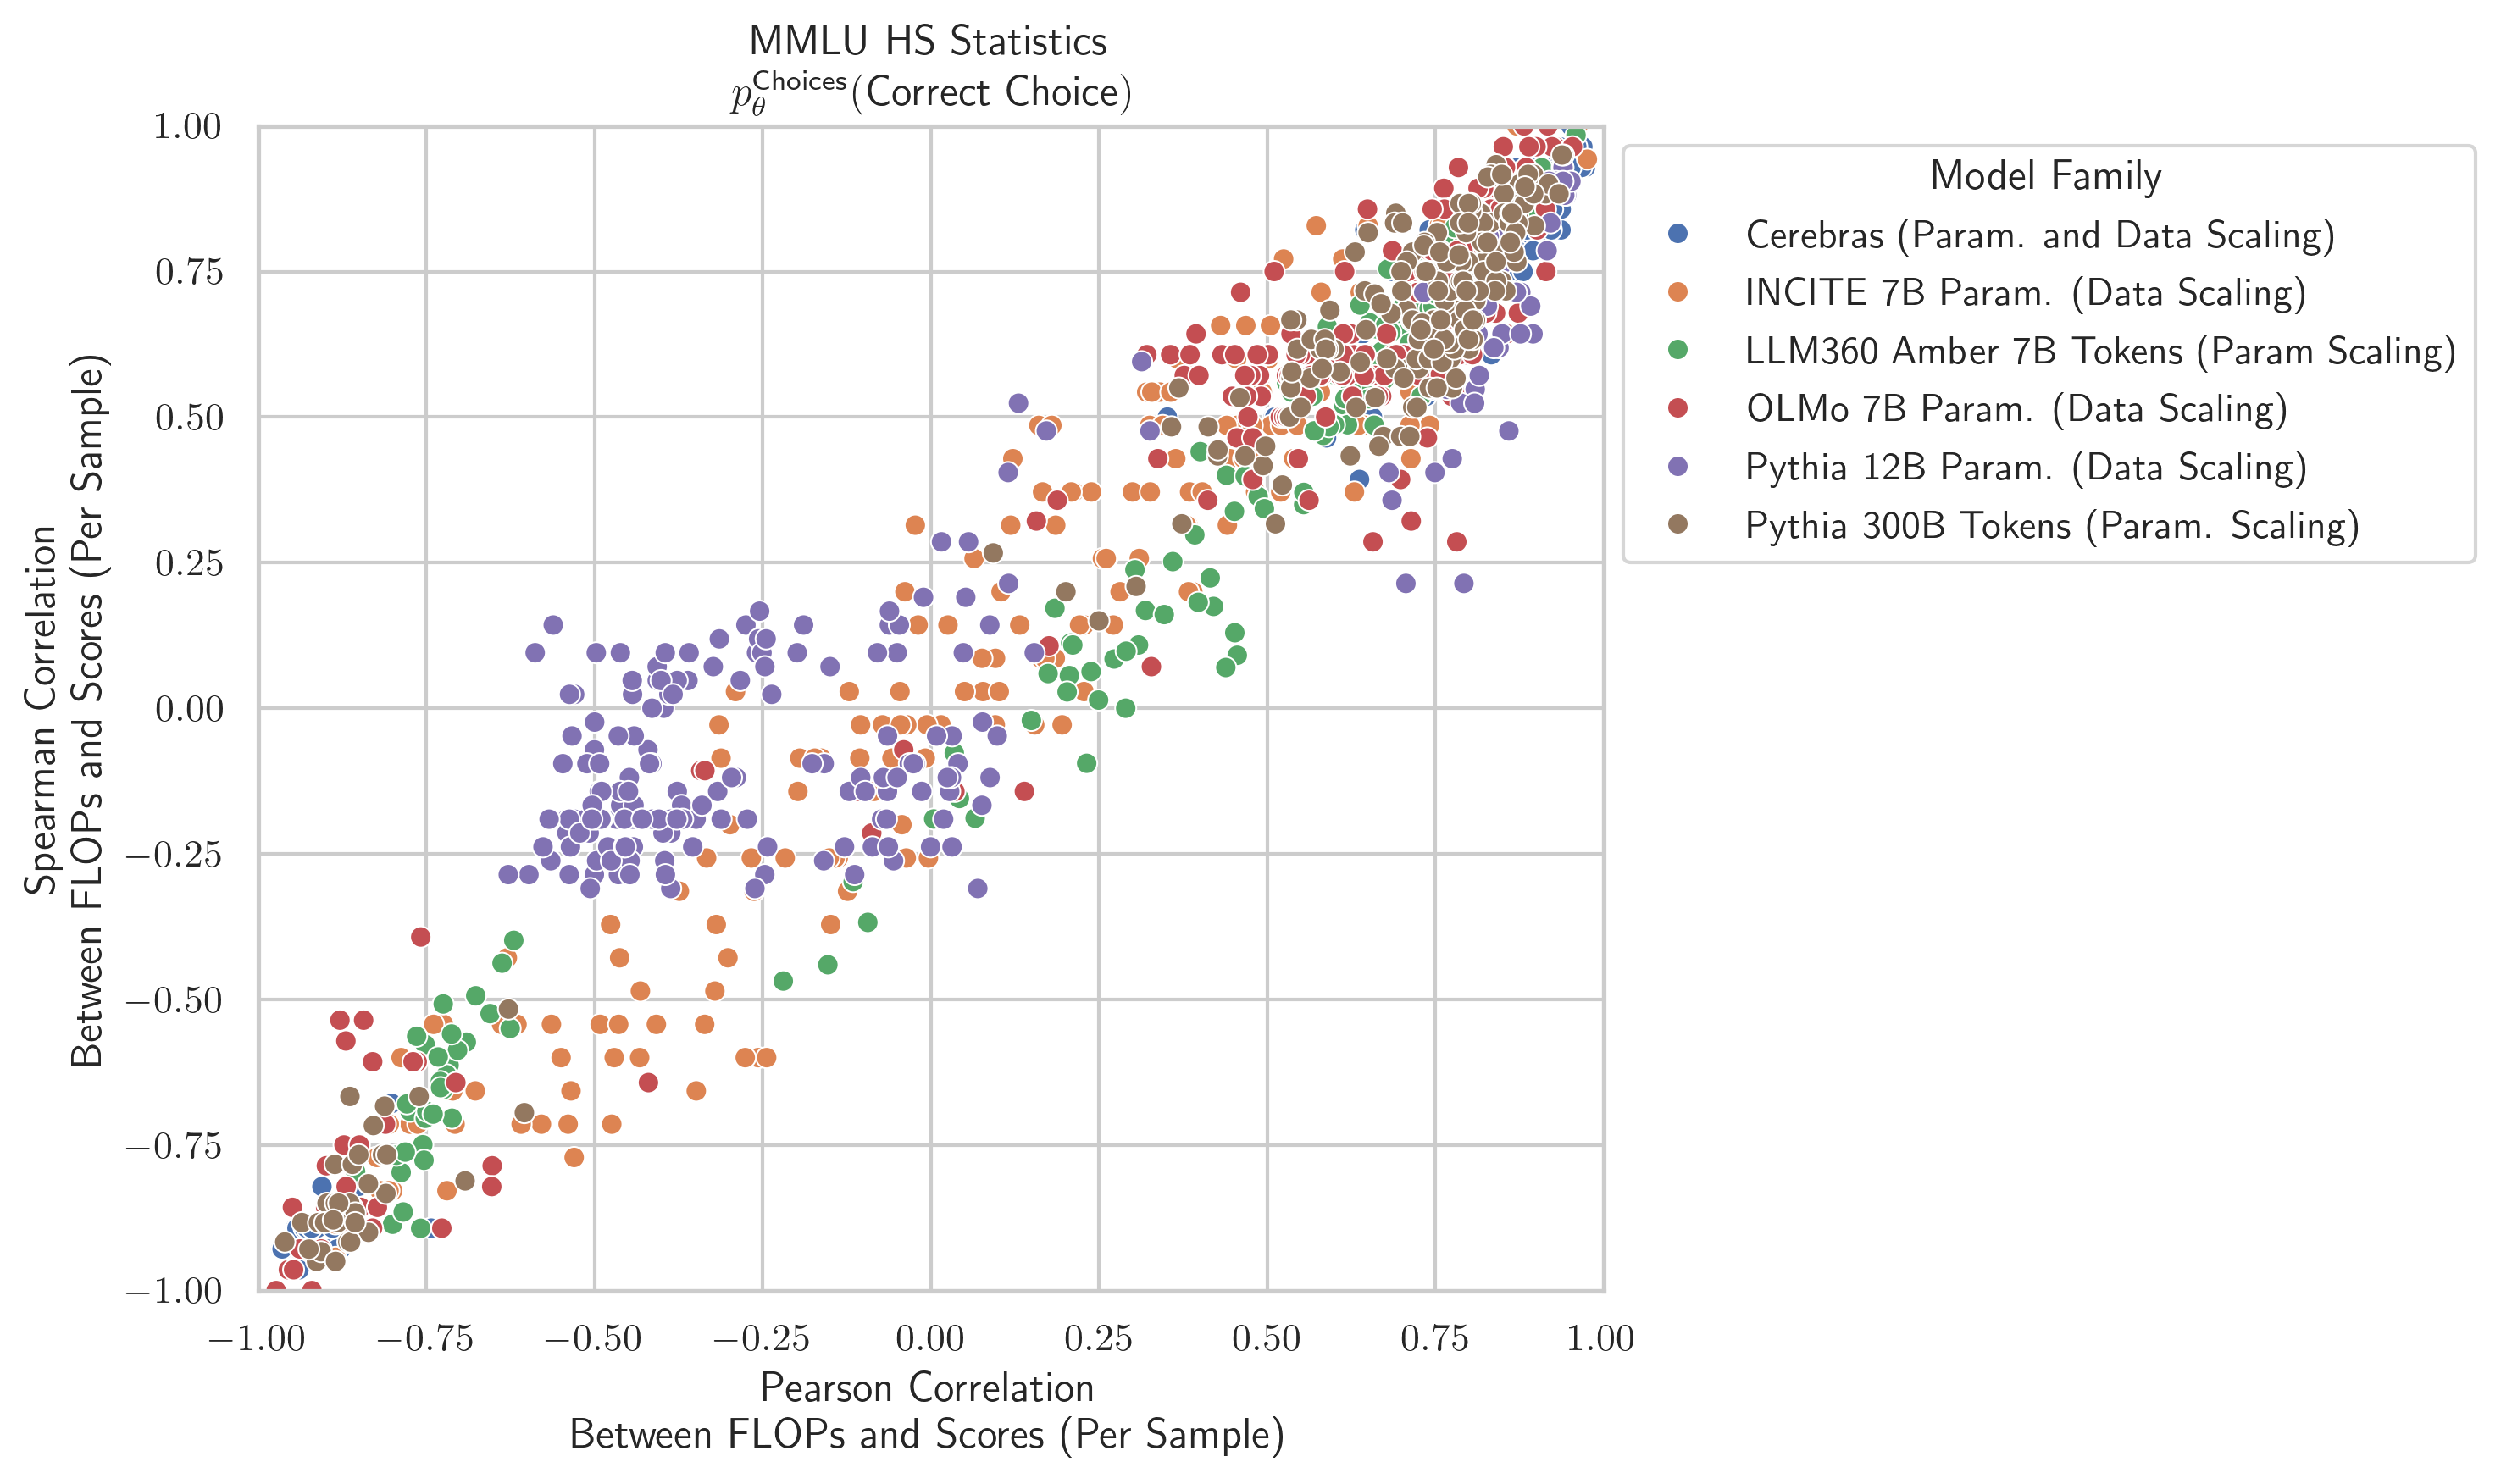 MMLU HS Statistics
p_θ^Choices(Correct Choice)
Spearman Correlation
Between FLOPs and Scores (Per Sample)
1.00
0.75
0.50
0.25
0.00
−0.25
−0.50
−0.75
−1.00
−1.00 −0.75 −0.50 −0.25 0.00 0.25 0.50 0.75 1.00
Pearson Correlation
Between FLOPs and Scores (Per Sample)
Model Family
Cerebras (Param. and Data Scaling)
INCITE 7B Param. (Data Scaling)
LLM360 Amber 7B Tokens (Param Scaling)
OLMo 7B Param. (Data Scaling)
Pythia 12B Param. (Data Scaling)
Pythia 300B Tokens (Param. Scaling)